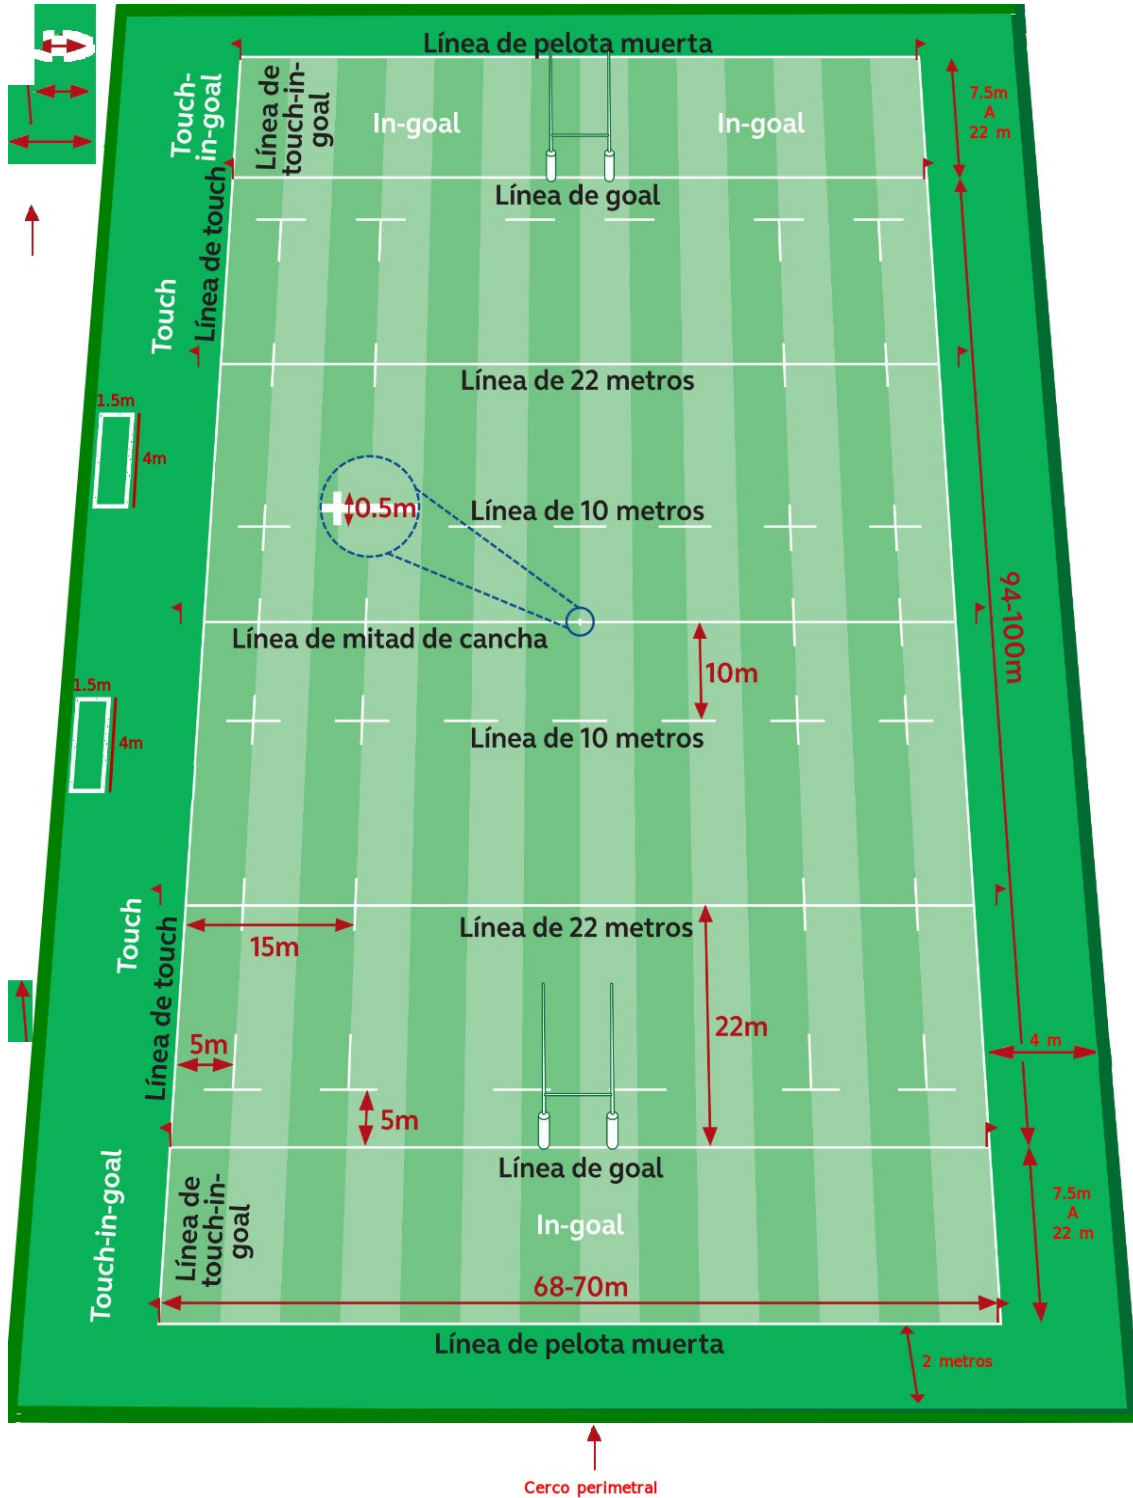 Línea de pelota muerta
Touch-
in-goal
Línea de
touch-in-
goal
In-goal
In-goal
7.5m
A
22 m
Línea de goal
Línea de touch
Touch
Línea de 22 metros
1.5m
4m
0.5m
Línea de 10 metros
94-100m
Línea de mitad de cancha
10m
1.5m
4m
Línea de 10 metros
Touch
Línea de touch
15m
Línea de 22 metros
22m
5m
4 m
5m
Línea de goal
Touch-in-goal
Línea de
touch-in-
goal
In-goal
7.5m
A
22 m
68-70m
Línea de pelota muerta
2 metros
Cerco perimetral